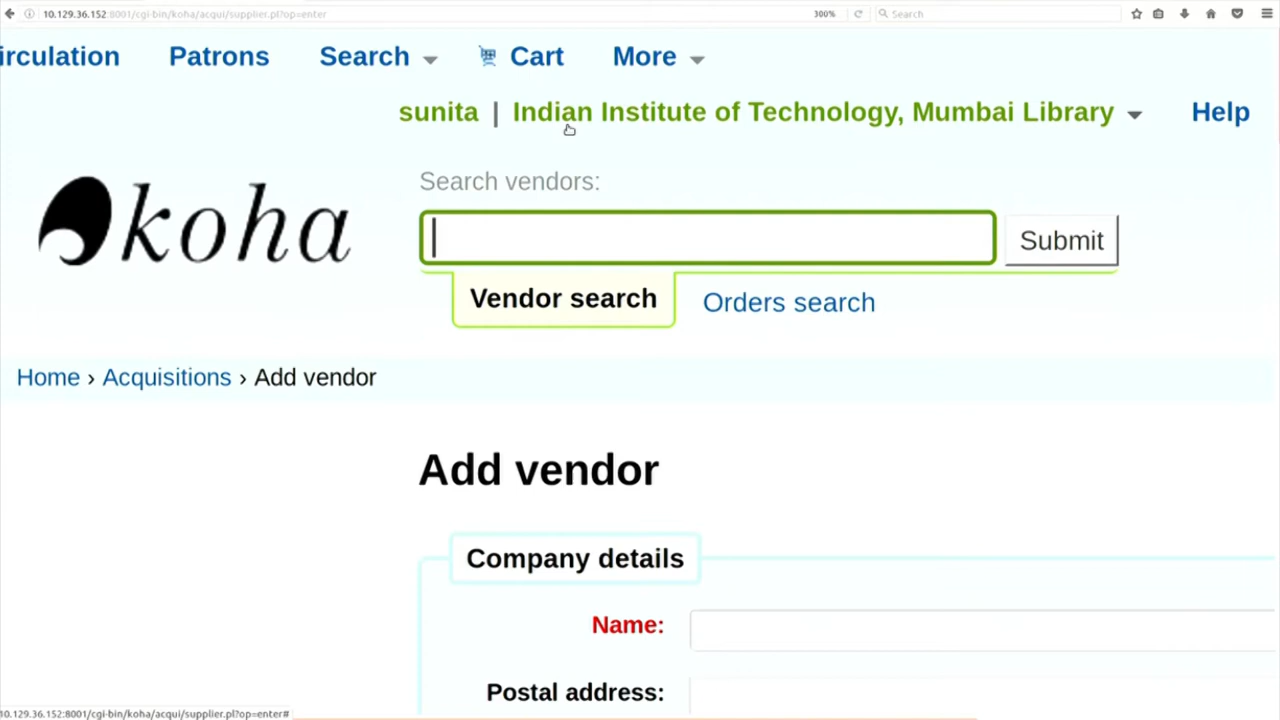 10.129.36.152:8001/cgi-bin/koha/acqui/supplier.pl?op=enter 300% Search
irculation Patrons Search Cart More
sunita | Indian Institute of Technology, Mumbai Library Help
koha
Search vendors:
Submit
Vendor search Orders search
Home › Acquisitions › Add vendor
Add vendor
Company details
Name:
Postal address:
10.129.36.152:8001/cgi-bin/koha/acqui/supplier.pl?op=enter#